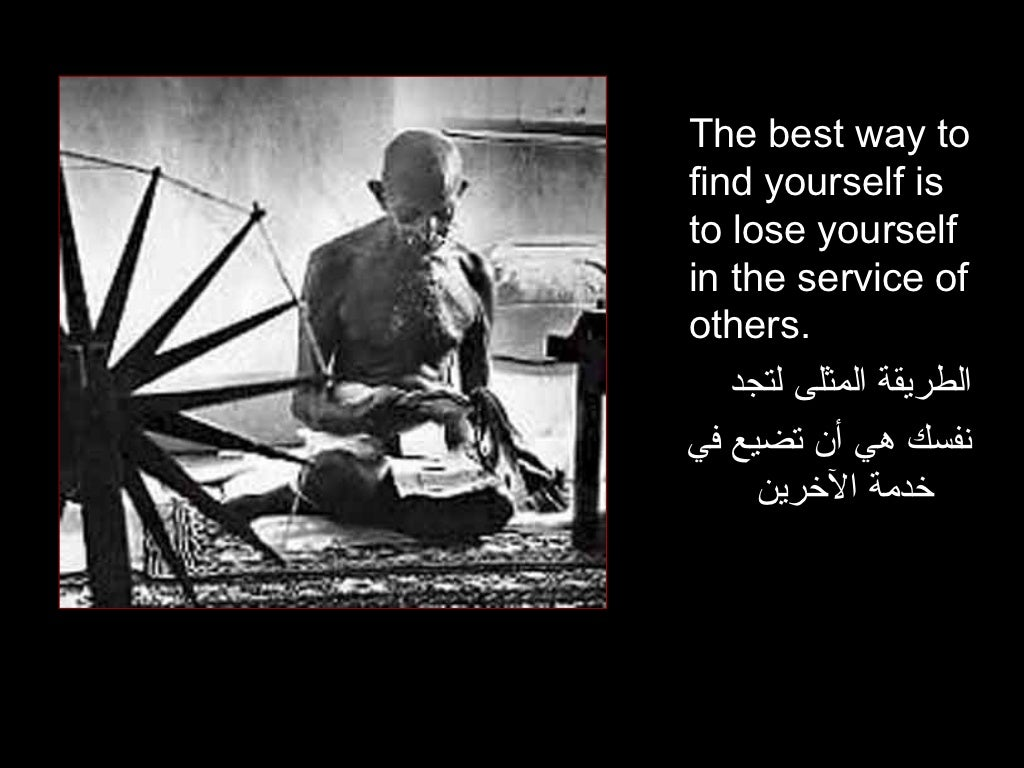 The best way to
find yourself is
to lose yourself
in the service of
others.
الطريقة المثلى لتجد
نفسك هي أن تضيع في
خدمة الآخرين